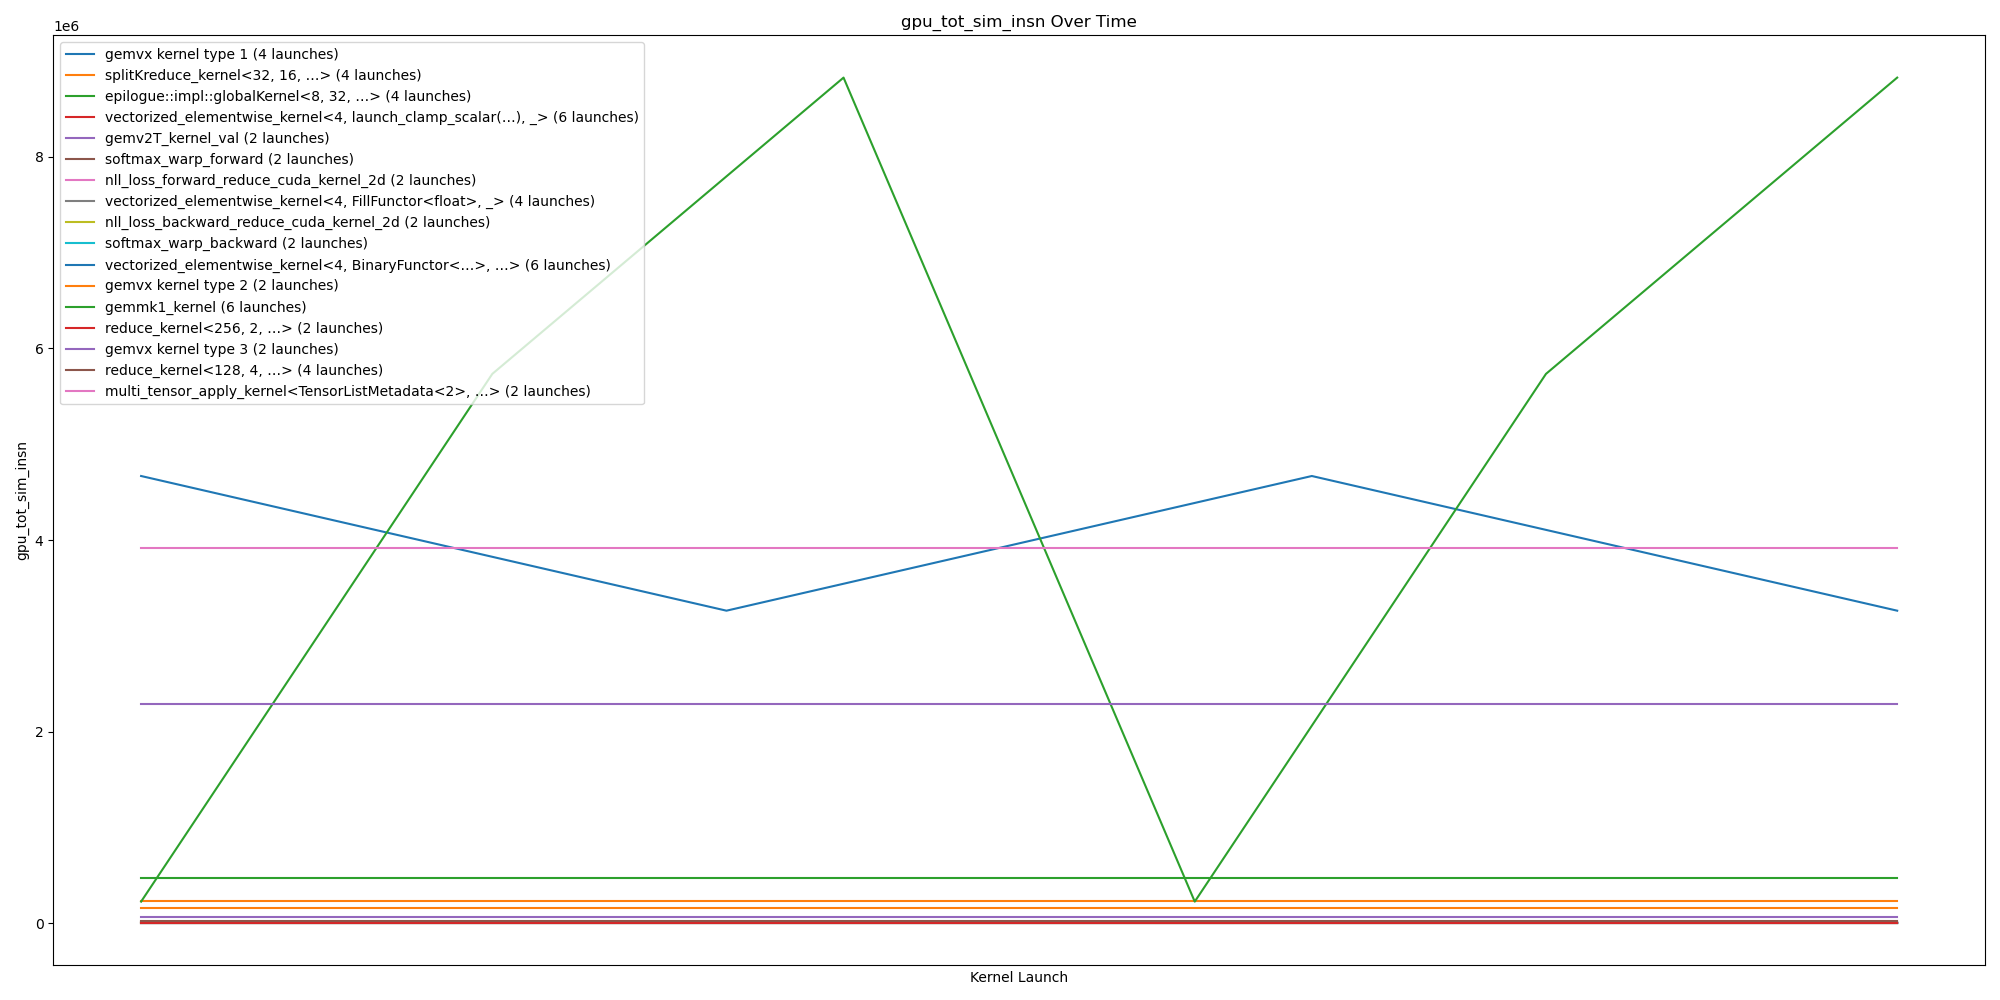 gpu_tot_sim_insn Over Time
1e6
gemvx kernel type 1 (4 launches)
splitKreduce_kernel<32, 16, ...> (4 launches)
epilogue::impl::globalKernel<8, 32, ...> (4 launches)
vectorized_elementwise_kernel<4, launch_clamp_scalar(...), _> (6 launches)
gemv2T_kernel_val (2 launches)
softmax_warp_forward (2 launches)
nll_loss_forward_reduce_cuda_kernel_2d (2 launches)
vectorized_elementwise_kernel<4, FillFunctor<float>, _> (4 launches)
nll_loss_backward_reduce_cuda_kernel_2d (2 launches)
softmax_warp_backward (2 launches)
vectorized_elementwise_kernel<4, BinaryFunctor<...>, ...> (6 launches)
gemvx kernel type 2 (2 launches)
gemmk1_kernel (6 launches)
reduce_kernel<256, 2, ...> (2 launches)
gemvx kernel type 3 (2 launches)
reduce_kernel<128, 4, ...> (4 launches)
multi_tensor_apply_kernel<TensorListMetadata<2>, ...> (2 launches)
8
6
4
2
0
gpu_tot_sim_insn
Kernel Launch